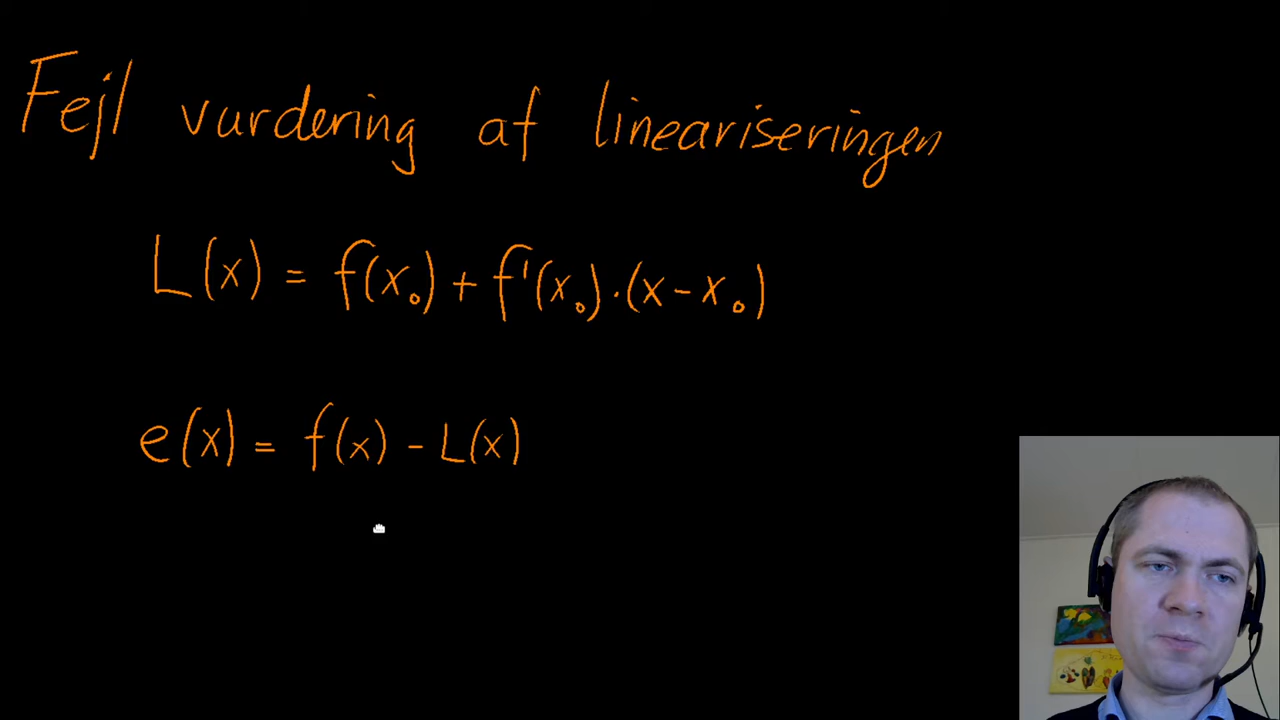 Fejl vurdering af lineariseringen
L(x) = f(x₀) + f'(x₀)·(x-x₀)
e(x) = f(x) - L(x)